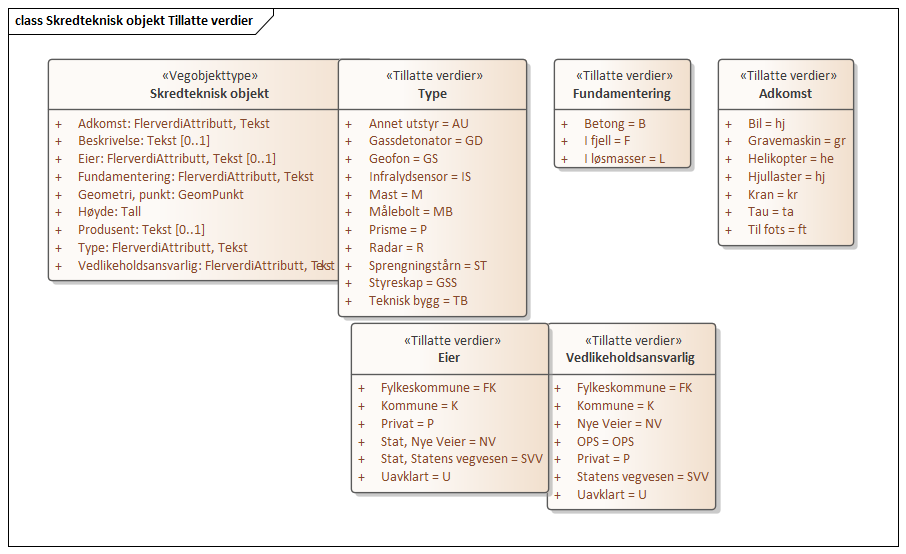 class Skredteknisk objekt Tillatte verdier
«Vegobjekttype»
Skredteknisk objekt
+ Adkomst: FlerverdiAttributt, Tekst
+ Beskrivelse: Tekst [0..1]
+ Eier: FlerverdiAttributt, Tekst [0..1]
+ Fundamentering: FlerverdiAttributt, Tekst
+ Geometri, punkt: GeomPunkt
+ Høyde: Tall
+ Produsent: Tekst [0..1]
+ Type: FlerverdiAttributt, Tekst
+ Vedlikeholdsansvarlig: FlerverdiAttributt, Tekst
«Tillatte verdier»
Type
+ Annet utstyr = AU
+ Gassdetonator = GD
+ Geofon = GS
+ Infralydsensor = IS
+ Mast = M
+ Målebolt = MB
+ Prisme = P
+ Radar = R
+ Sprengningstårn = ST
+ Styreskap = GSS
+ Teknisk bygg = TB
«Tillatte verdier»
Fundamentering
+ Betong = B
+ I fjell = F
+ I løsmasser = L
«Tillatte verdier»
Adkomst
+ Bil = hj
+ Gravemaskin = gr
+ Helikopter = he
+ Hjullaster = hj
+ Kran = kr
+ Tau = ta
+ Til fots = ft
«Tillatte verdier»
Eier
+ Fylkeskommune = FK
+ Kommune = K
+ Privat = P
+ Stat, Nye Veier = NV
+ Stat, Statens vegvesen = SVV
+ Uavklart = U
«Tillatte verdier»
Vedlikeholdsansvarlig
+ Fylkeskommune = FK
+ Kommune = K
+ Nye Veier = NV
+ OPS = OPS
+ Privat = P
+ Statens vegvesen = SVV
+ Uavklart = U